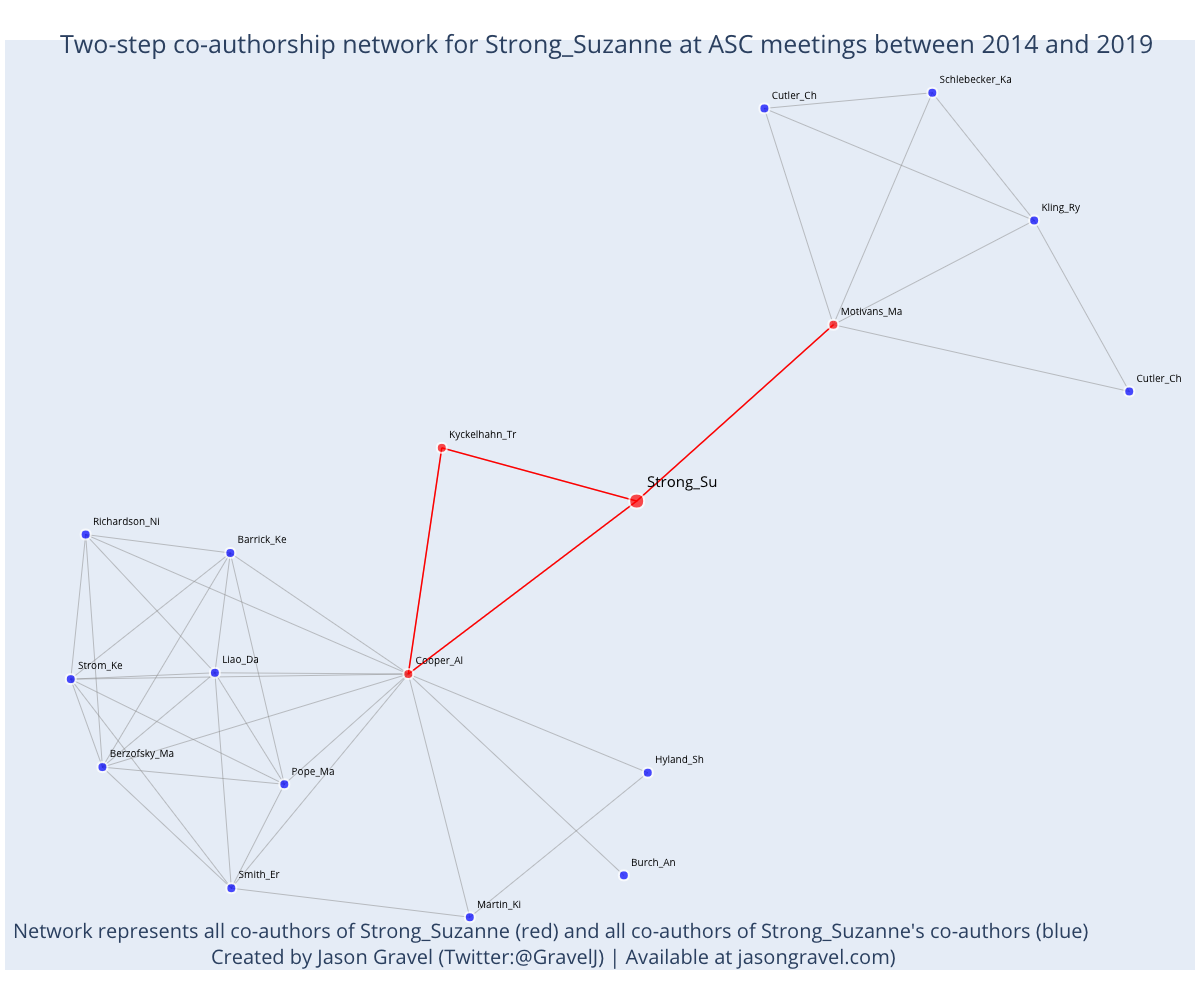 Two-step co-authorship network for Strong_Suzanne at ASC meetings between 2014 and 2019
Schlebecker_Ka
Cutler_Ch
Kling_Ry
Motivans_Ma
Cutler_Ch
Kyckelhahn_Tr
Strong_Su
Richardson_Ni
Barrick_Ke
Liao_Da
Cooper_Al
Strom_Ke
Berzofsky_Ma
Hyland_Sh
Pope_Ma
Burch_An
Smith_Er
Martin_Ki
Network represents all co-authors of Strong_Suzanne (red) and all co-authors of Strong_Suzanne's co-authors (blue)
Created by Jason Gravel (Twitter:@GravelJ) | Available at jasongravel.com)